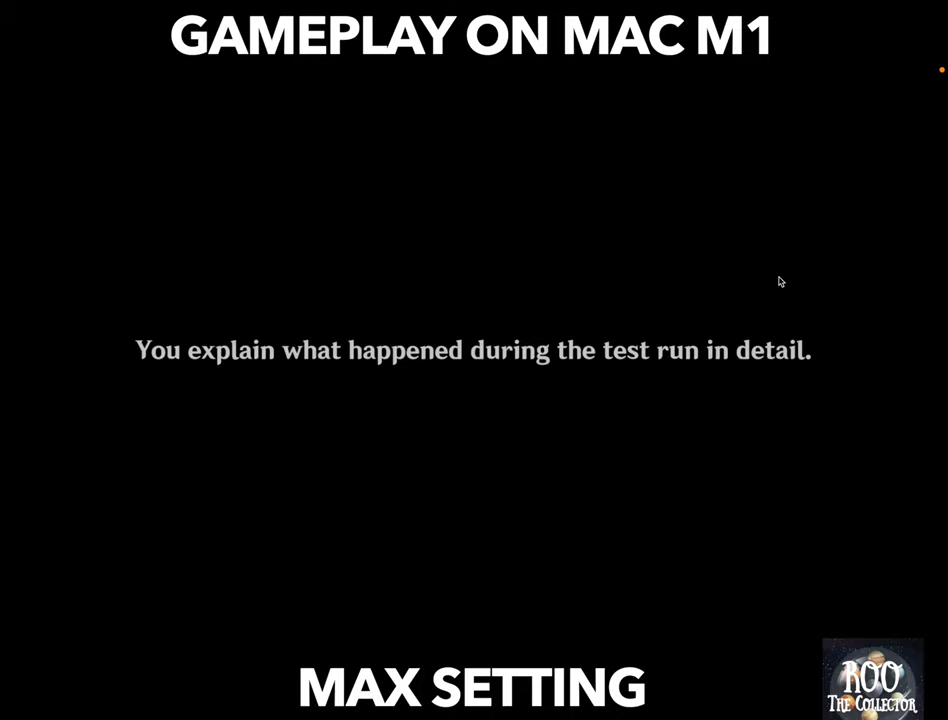 GAMEPLAY ON MAC M1
You explain what happened during the test run in detail.
MAX SETTING
ROO
THE COLLECTOR